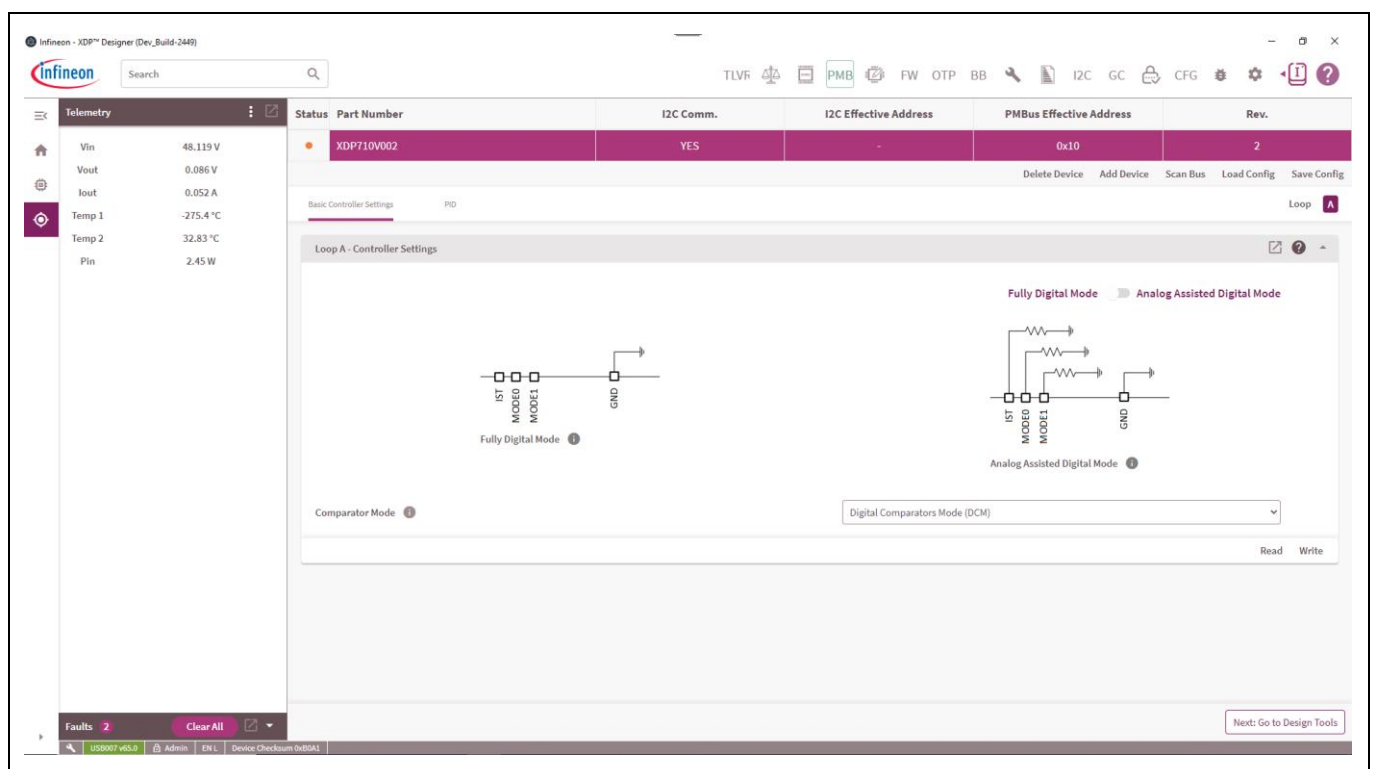 Infineon - XDP™ Designer (Dev_Build-2449)
infineon
Search
TLVR PMB FW OTP BB I2C GC CFG
Telemetry
Vin 48.119 V
Vout 0.086 V
Iout 0.052 A
Temp 1 -275.4 °C
Temp 2 32.83 °C
Pin 2.45 W
Status Part Number I2C Comm. I2C Effective Address PMBus Effective Address Rev.
XDP710V002 YES - 0x10 2
Delete Device Add Device Scan Bus Load Config Save Config
Basic Controller Settings PID Loop A
Loop A - Controller Settings
Fully Digital Mode Analog Assisted Digital Mode
IST
MODE0
MODE1
GND
Fully Digital Mode
IST
MODE0
MODE1
GND
Analog Assisted Digital Mode
Comparator Mode Digital Comparators Mode (DCM)
Read Write
Next: Go to Design Tools
Faults 2 Clear All
USB007 v65.0 Admin EN L Device Checksum 0xB0A1